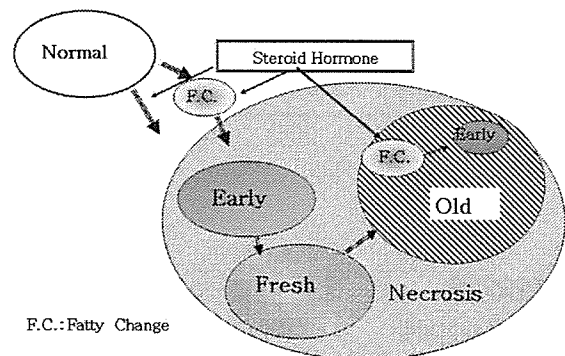 Normal
Steroid Hormone
F.C.
Early
F.C.
Early
Old
Fresh
Necrosis
F.C.:Fatty Change